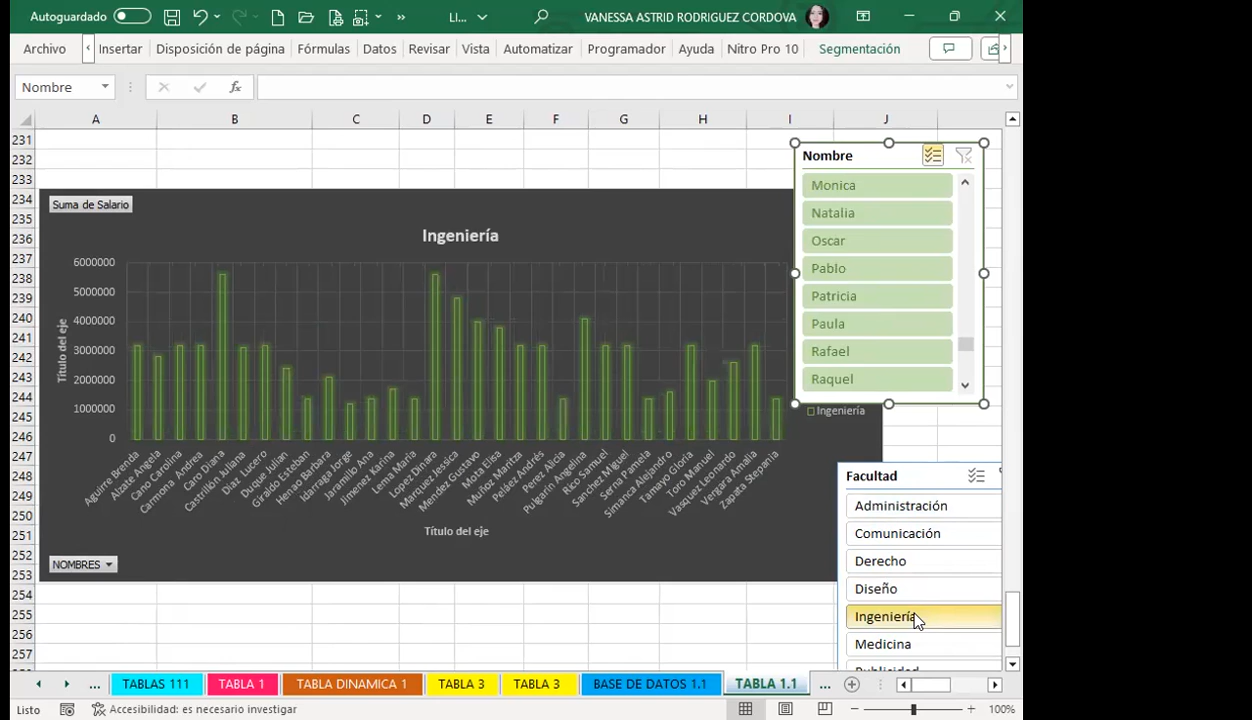 Autoguardado
LI...
VANESSA ASTRID RODRIGUEZ CORDOVA
Archivo Insertar Disposición de página Fórmulas Datos Revisar Vista Automatizar Programador Ayuda Nitro Pro 10 Segmentación
Nombre
fx
A B C D E F G H I J
231
232
233
234
235
236
237
238
239
240
241
242
243
244
245
246
247
248
249
250
251
252
253
254
255
256
257
Suma de Salario
Ingeniería
6000000
5000000
4000000
3000000
2000000
1000000
0
Título del eje
Aguirre Brenda
Alzate Angela
Cano Carolina
Carmona Andrea
Caro Diana
Castrillón Juliana
Diaz Lucero
Duque Julian
Giraldo Esteban
Henao Barbara
Idarraga Jorge
Jaramillo Ana
Jimenez Karina
Lema María
Lopez Dinara
Marquez Jessica
Mendez Gustavo
Mota Elisa
Muñoz Maritza
Peláez Andrés
Perez Alicia
Pulgarin Angelina
Rico Samuel
Sanchez Miguel
Serna Pamela
Simanca Alejandro
Tamayo Gloria
Toro Manuel
Vasquez Leonardo
Vergara Amalia
Zapata Stepania
Título del eje
NOMBRES
Ingeniería
Nombre
Monica
Natalia
Oscar
Pablo
Patricia
Paula
Rafael
Raquel
Facultad
Administración
Comunicación
Derecho
Diseño
Ingeniería
Medicina
Publicidad
... TABLAS 111 TABLA 1 TABLA DINAMICA 1 TABLA 3 TABLA 3 BASE DE DATOS 1.1 TABLA 1.1 ...
Listo Accesibilidad: es necesario investigar 100%